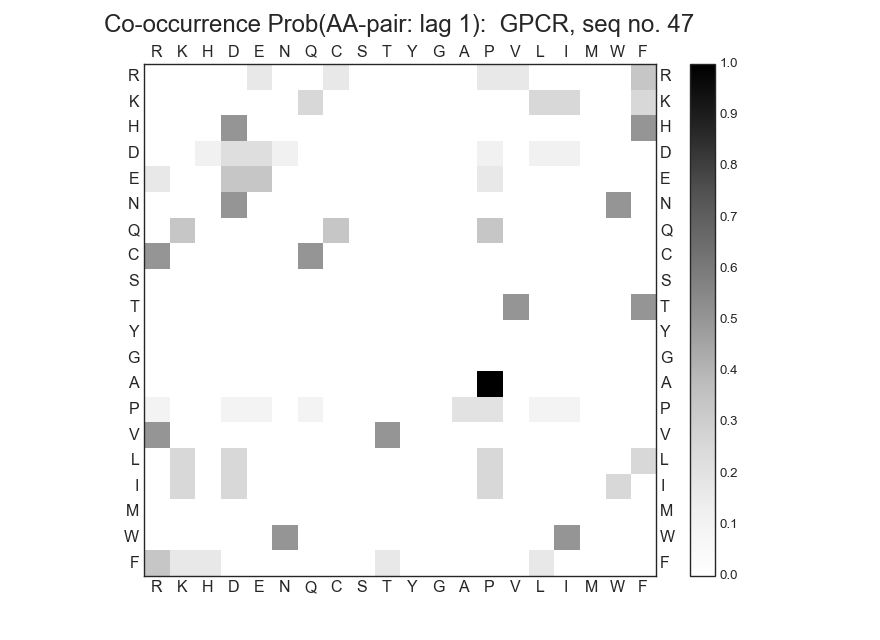 Co-occurrence Prob(AA-pair: lag 1):  GPCR, seq no. 47
R K H D E N Q C S T Y G A P V L I M W F
1.0
R R
K K
0.9
H H
0.8
D D
E E
0.7
N N
Q Q
0.6
C C
S S
0.5
T T
Y Y
0.4
G G
A A
0.3
P P
V V
0.2
L L
I I
0.1
M M
W W
F F
0.0
R K H D E N Q C S T Y G A P V L I M W F